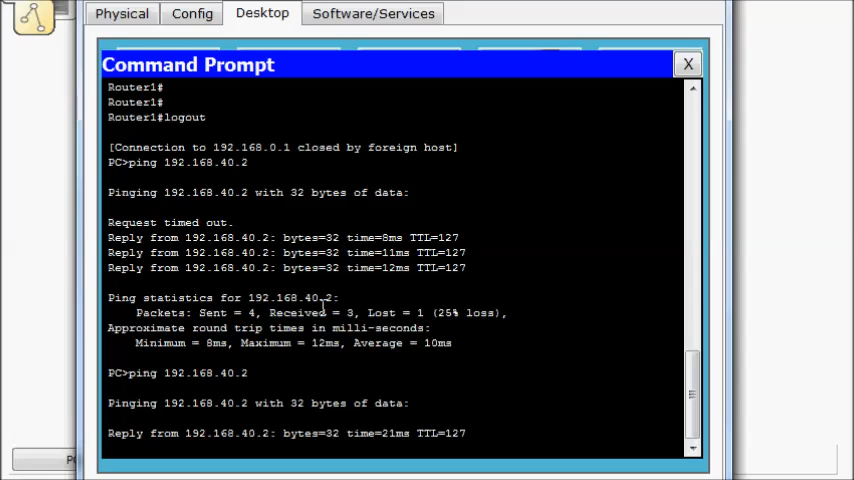 Physical Config Desktop Software/Services
Command Prompt X
Router1#
Router1#
Router1#logout
[Connection to 192.168.0.1 closed by foreign host]
PC>ping 192.168.40.2
Pinging 192.168.40.2 with 32 bytes of data:
Request timed out.
Reply from 192.168.40.2: bytes=32 time=8ms TTL=127
Reply from 192.168.40.2: bytes=32 time=11ms TTL=127
Reply from 192.168.40.2: bytes=32 time=12ms TTL=127
Ping statistics for 192.168.40.2:
Packets: Sent = 4, Received = 3, Lost = 1 (25% loss),
Approximate round trip times in milli-seconds:
Minimum = 8ms, Maximum = 12ms, Average = 10ms
PC>ping 192.168.40.2
Pinging 192.168.40.2 with 32 bytes of data:
Reply from 192.168.40.2: bytes=32 time=21ms TTL=127